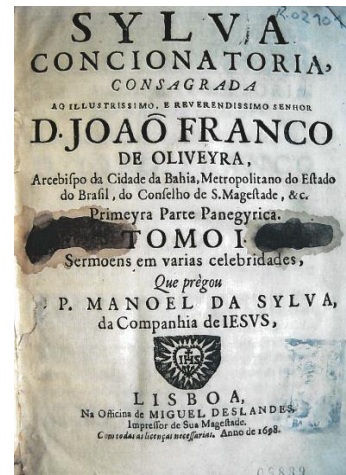 R.02101
SYLVA
CONCIONATORIA,
CONSAGRADA
AO ILLUSTRISSIMO, E REVERENDISSIMO SENHOR
D. JOAÕ FRANCO
DE OLIVEYRA,
Arcebiſpo da Cidade da Bahia, Metropolitano do Eſtado
do Braſil, do Conſelho de S. Mageſtade, &c.
Primeyra Parte Panegyrica.
TOMO I.
Sermoens em varias celebridades,
Que prègou
P. MANOEL DA SYLVA,
da Companhia de IESVS,
IHS
LISBOA,
Na Officina de MIGUEL DESLANDES,
Impreſſor de Sua Mageſtade.
Com todas as licenças neceſſarias. Anno de 1698.